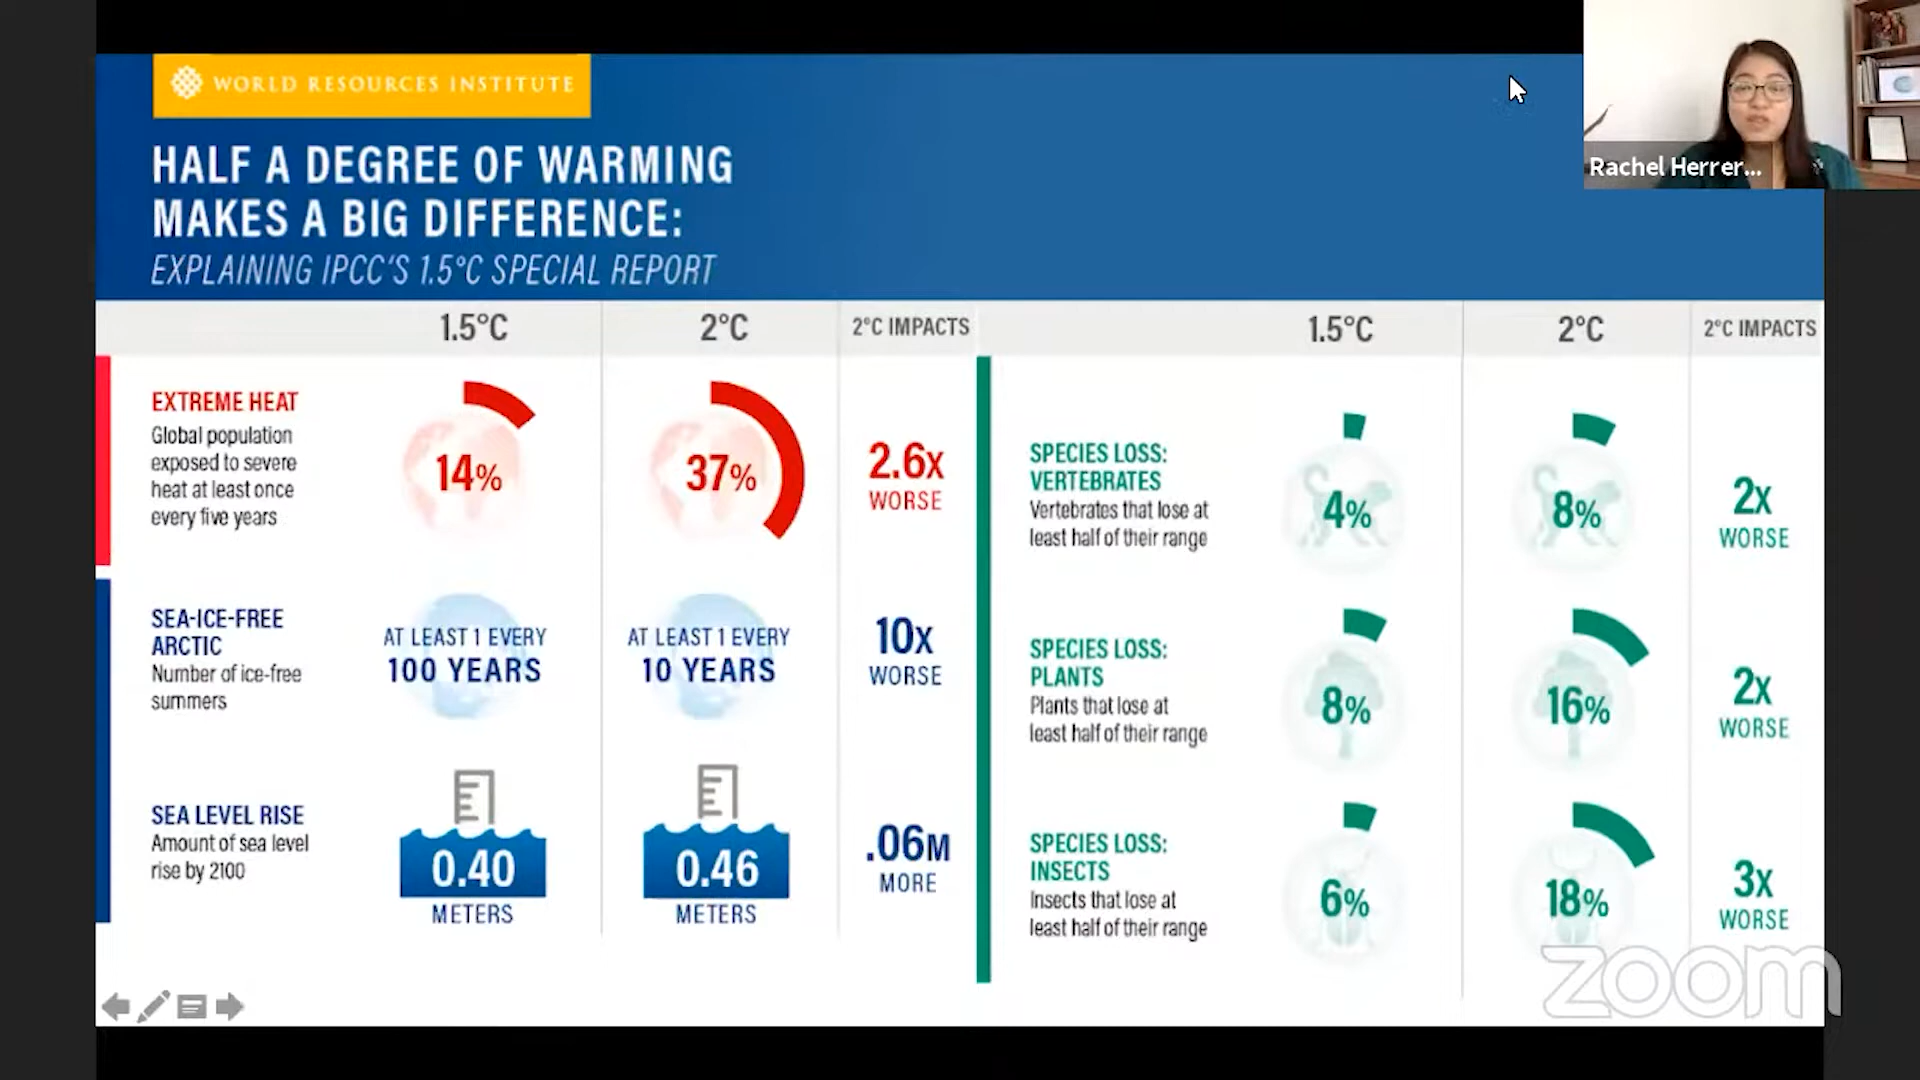 WORLD RESOURCES INSTITUTE
HALF A DEGREE OF WARMING
MAKES A BIG DIFFERENCE:
EXPLAINING IPCC'S 1.5°C SPECIAL REPORT
Rachel Herrer...
1.5°C
2°C
2°C IMPACTS
EXTREME HEAT
Global population
exposed to severe
heat at least once
every five years
14%
37%
2.6X
WORSE
SEA-ICE-FREE
ARCTIC
Number of ice-free
summers
AT LEAST 1 EVERY
100 YEARS
AT LEAST 1 EVERY
10 YEARS
10X
WORSE
SEA LEVEL RISE
Amount of sea level
rise by 2100
0.40
METERS
0.46
METERS
.06M
MORE
1.5°C
2°C
2°C IMPACTS
SPECIES LOSS:
VERTEBRATES
Vertebrates that lose at
least half of their range
4%
8%
2X
WORSE
SPECIES LOSS:
PLANTS
Plants that lose at
least half of their range
8%
16%
2X
WORSE
SPECIES LOSS:
INSECTS
Insects that lose at
least half of their range
6%
18%
3X
WORSE
zoom